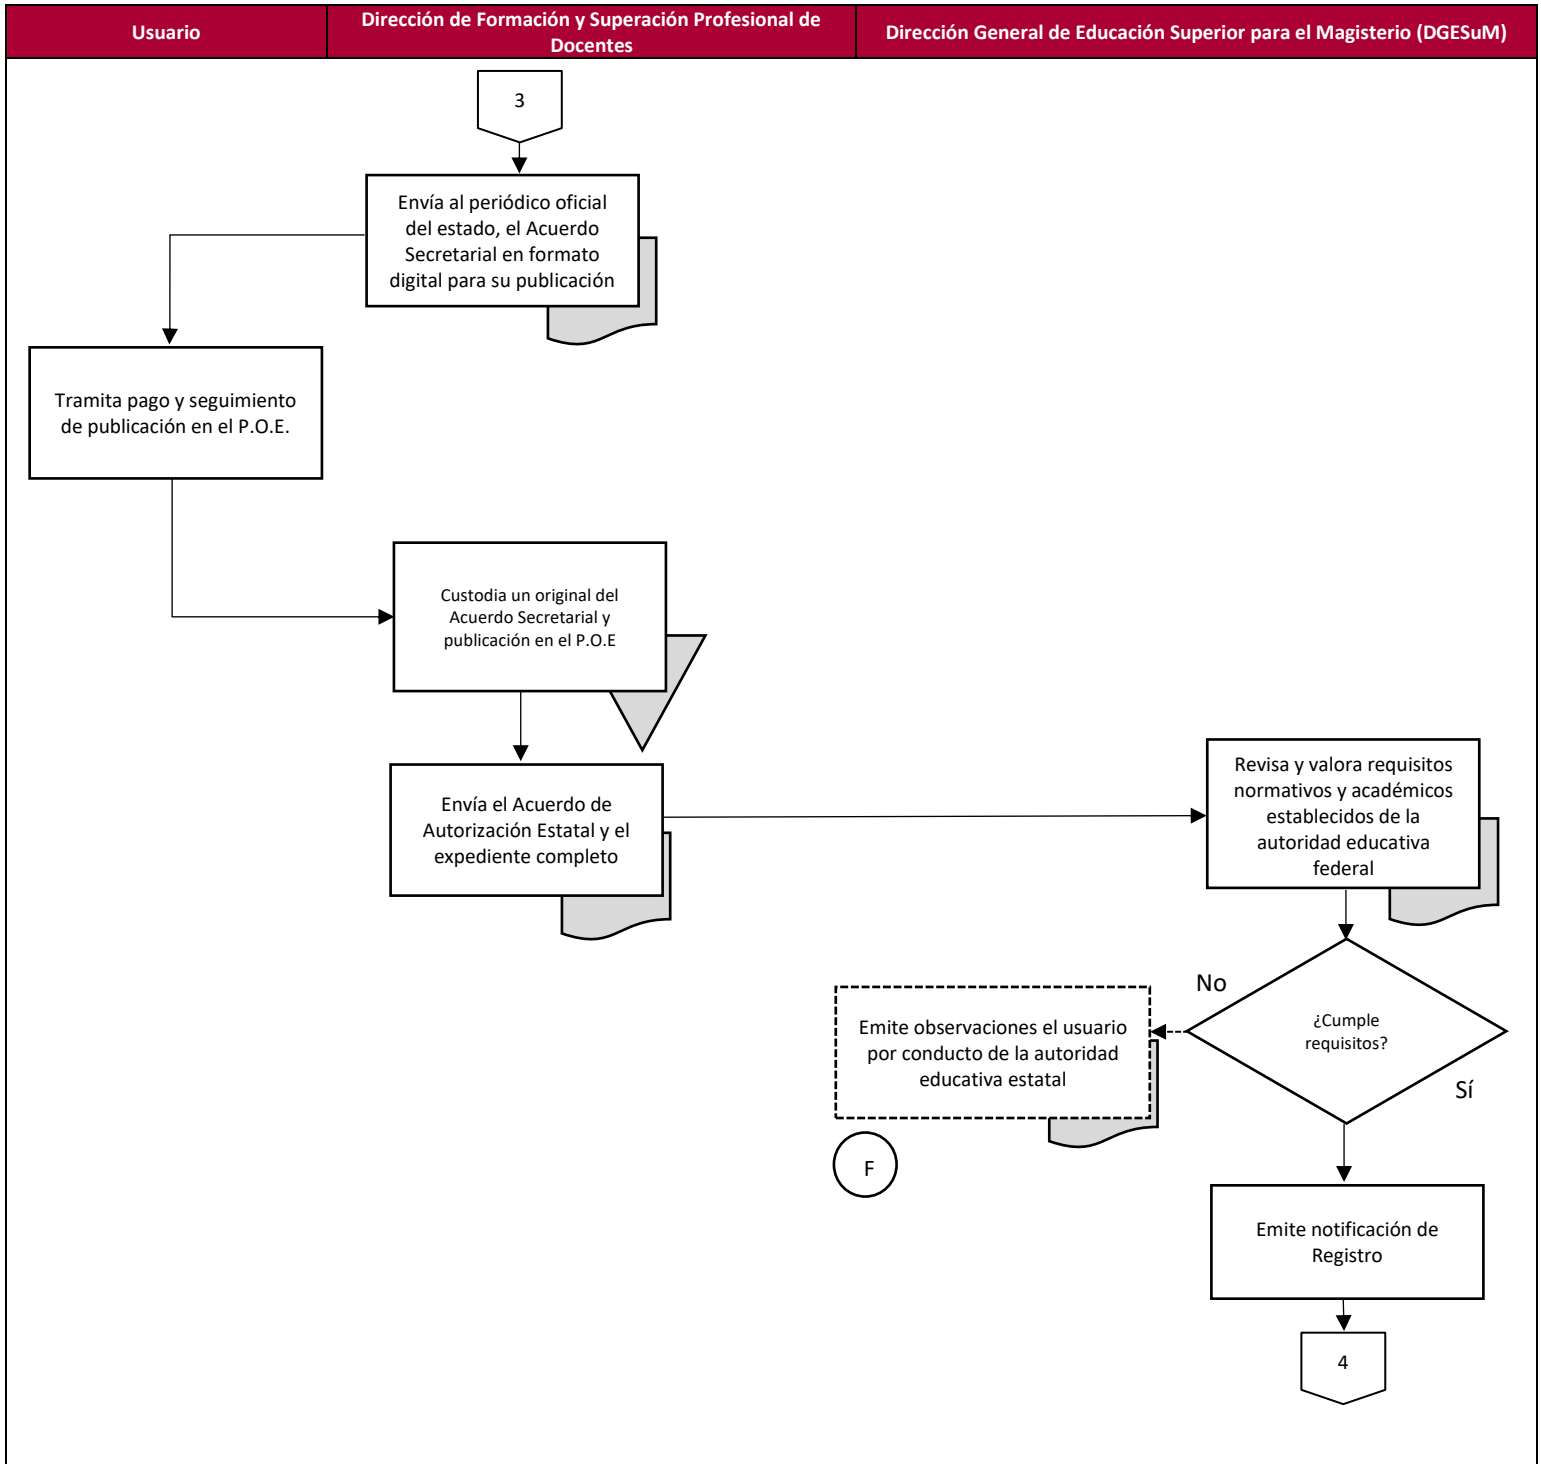 Usuario
Dirección de Formación y Superación Profesional de
Docentes
Dirección General de Educación Superior para el Magisterio (DGESuM)
3
Envía al periódico oficial
del estado, el Acuerdo
Secretarial en formato
digital para su publicación
Tramita pago y seguimiento
de publicación en el P.O.E.
Custodia un original del
Acuerdo Secretarial y
publicación en el P.O.E
Envía el Acuerdo de
Autorización Estatal y el
expediente completo
Revisa y valora requisitos
normativos y académicos
establecidos de la
autoridad educativa
federal
¿Cumple
requisitos?
No
Sí
Emite observaciones el usuario
por conducto de la autoridad
educativa estatal
F
Emite notificación de
Registro
4